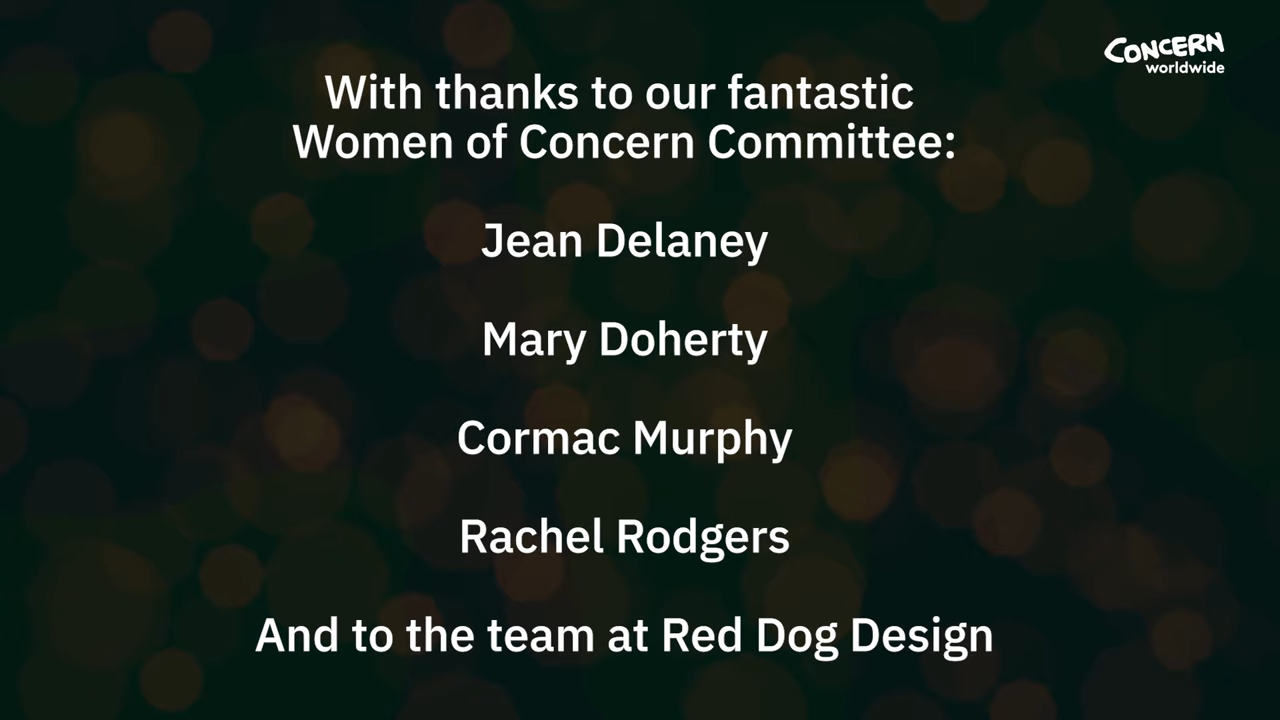 CONCERN
worldwide
With thanks to our fantastic
Women of Concern Committee:
Jean Delaney
Mary Doherty
Cormac Murphy
Rachel Rodgers
And to the team at Red Dog Design